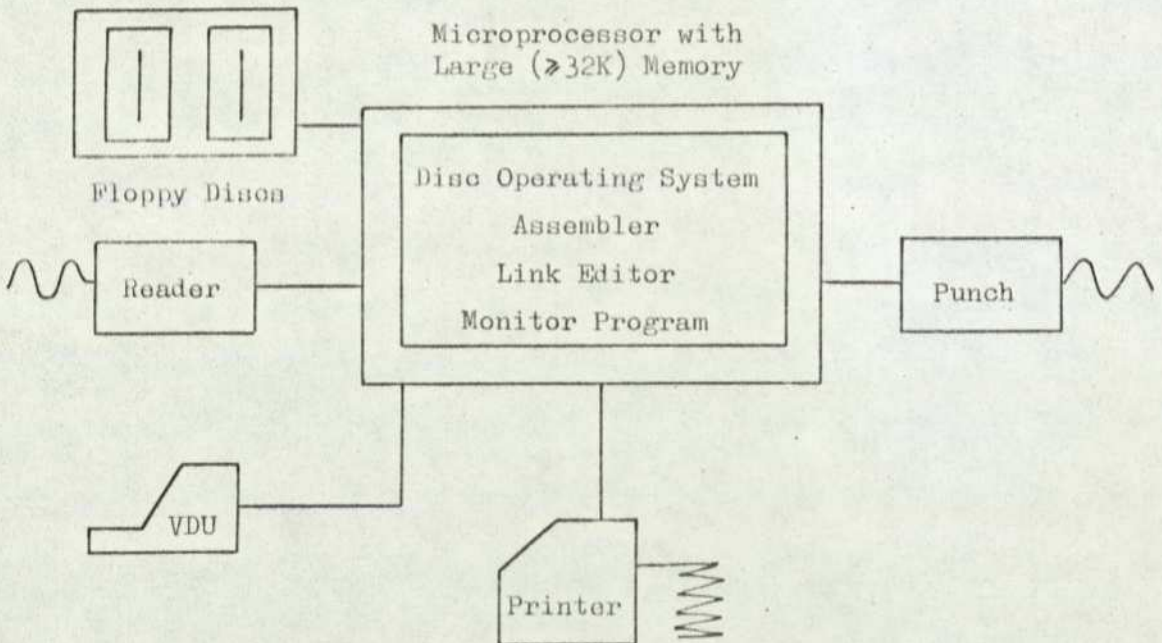 Microprocessor with
Large (≥32K) Memory
Floppy Discs
Disc Operating System
Assembler
Link Editor
Monitor Program
Reader
Punch
VDU
Printer